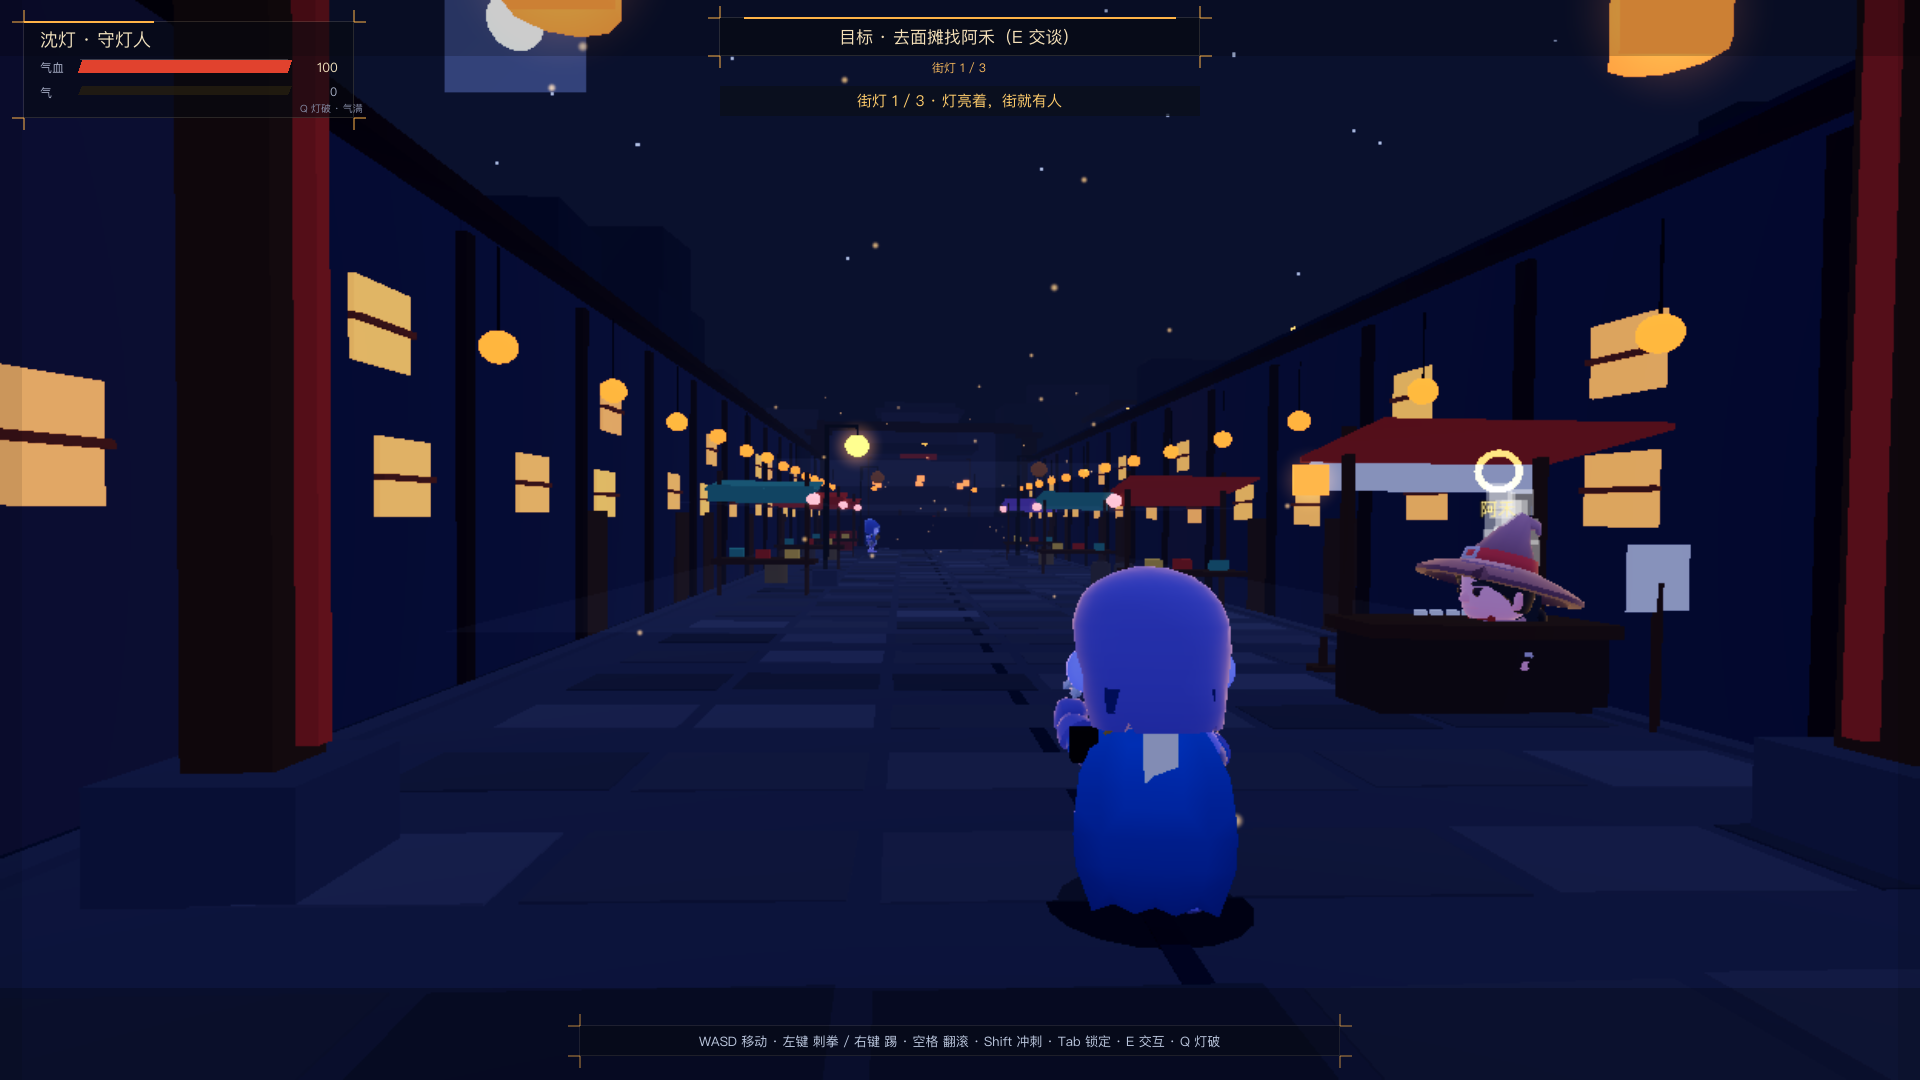 沈灯 · 守灯人
气血 100
气 0
Q 灯破 · 气满
目标 · 去面摊找阿禾（E 交谈）
街灯 1 / 3
街灯 1 / 3 · 灯亮着，街就有人
阿禾
WASD 移动 · 左键 刺拳 / 右键 踢 · 空格 翻滚 · Shift 冲刺 · Tab 锁定 · E 交互 · Q 灯破